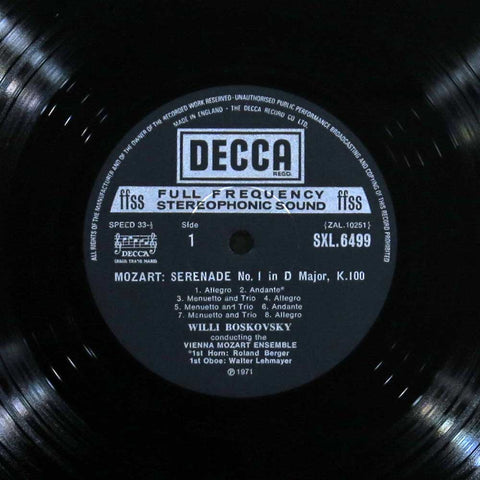 ALL RIGHTS OF THE MANUFACTURER AND OF THE OWNER OF THE RECORDED WORK RESERVED-UNAUTHORISED PUBLIC PERFORMANCE BROADCASTING AND COPYING OF THIS RECORD PROHIBITED
MADE IN ENGLAND - THE DECCA RECORD CO LTD.
DECCA
REGD.
ffss FULL FREQUENCY STEREOPHONIC SOUND ffss
SPEED 33-⅓ Side (ZAL.10251)
DECCA 1 SXL.6499
MOZART: SERENADE No. 1 in D Major, K.100
1. Allegro 2. Andante*
3. Menuetto and Trio 4. Allegro
5. Menuetto and Trio 6. Andante
7. Menuetto and Trio 8. Allegro
WILLI BOSKOVSKY
conducting the
VIENNA MOZART ENSEMBLE
*1st Horn: Roland Berger
1st Oboe: Walter Lehmayer
℗ 1971